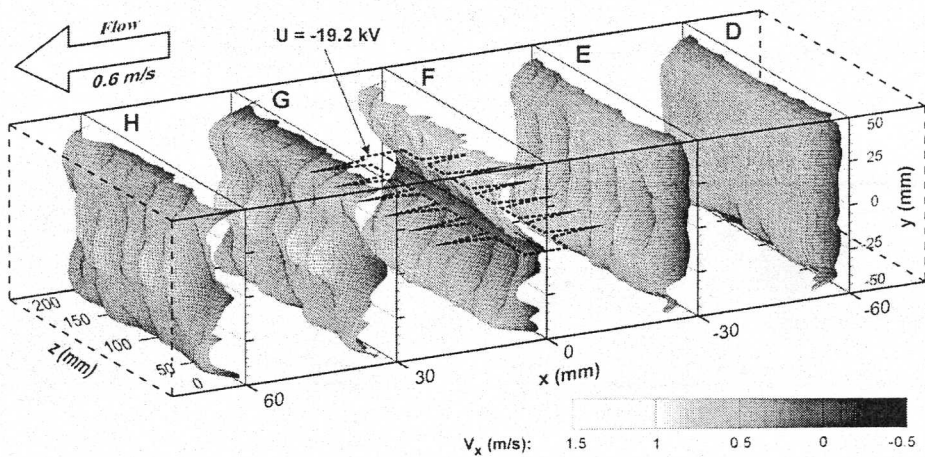 Flow
0.6 m/s
U = -19.2 kV
D
E
F
G
H
50
25
0
-25
-50
y (mm)
-60
-30
0
30
60
x (mm)
200
150
100
50
0
z (mm)
V_x (m/s): 1.5 1 0 5 0 -0.5